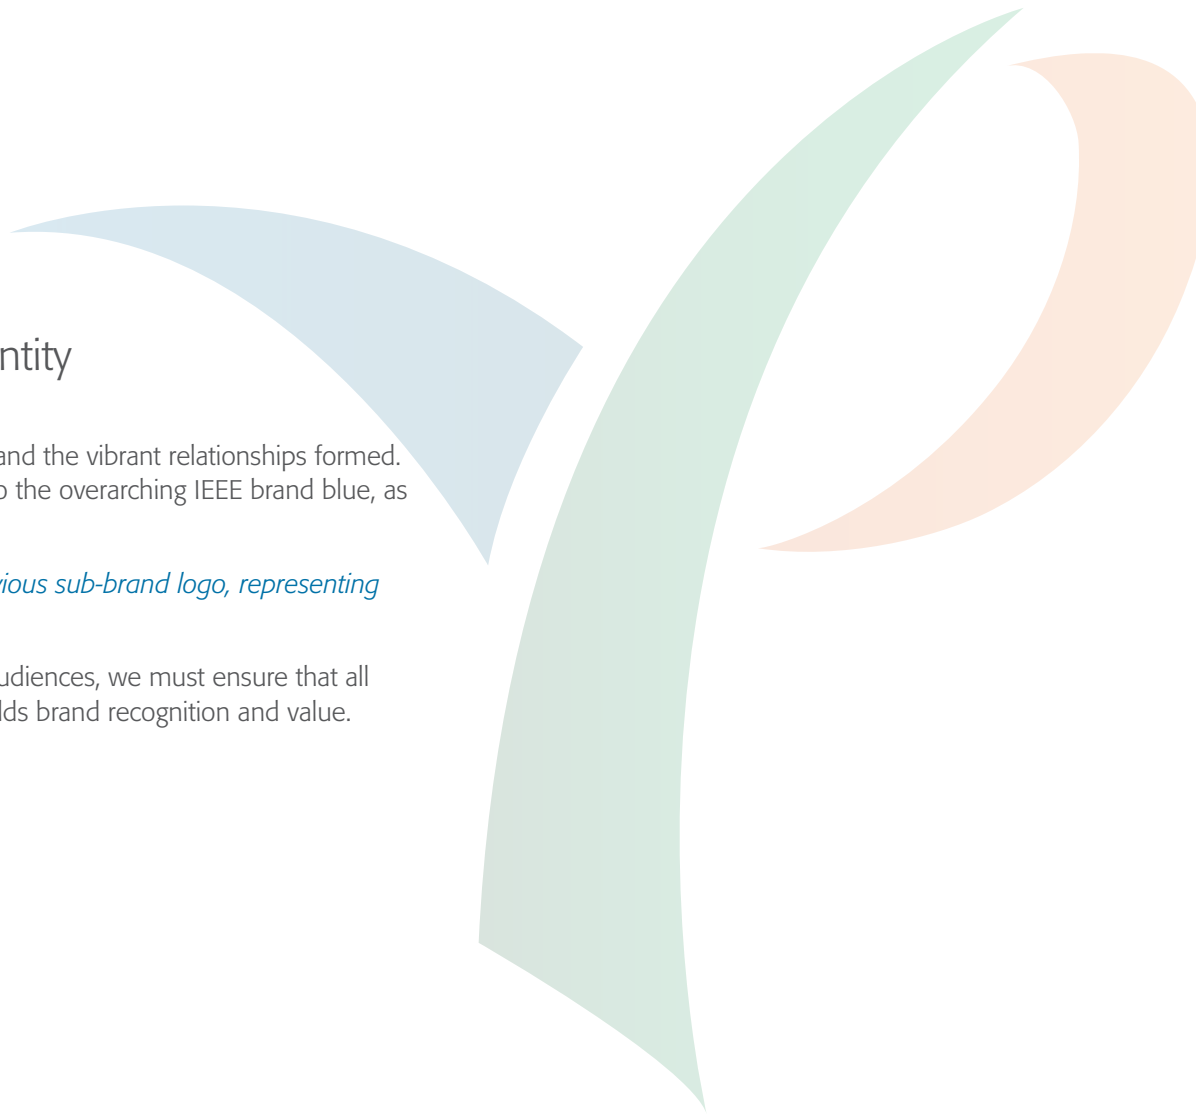 ntity
and the vibrant relationships formed.
the overarching IEEE brand blue, as
vious sub-brand logo, representing
udiences, we must ensure that all
lds brand recognition and value.